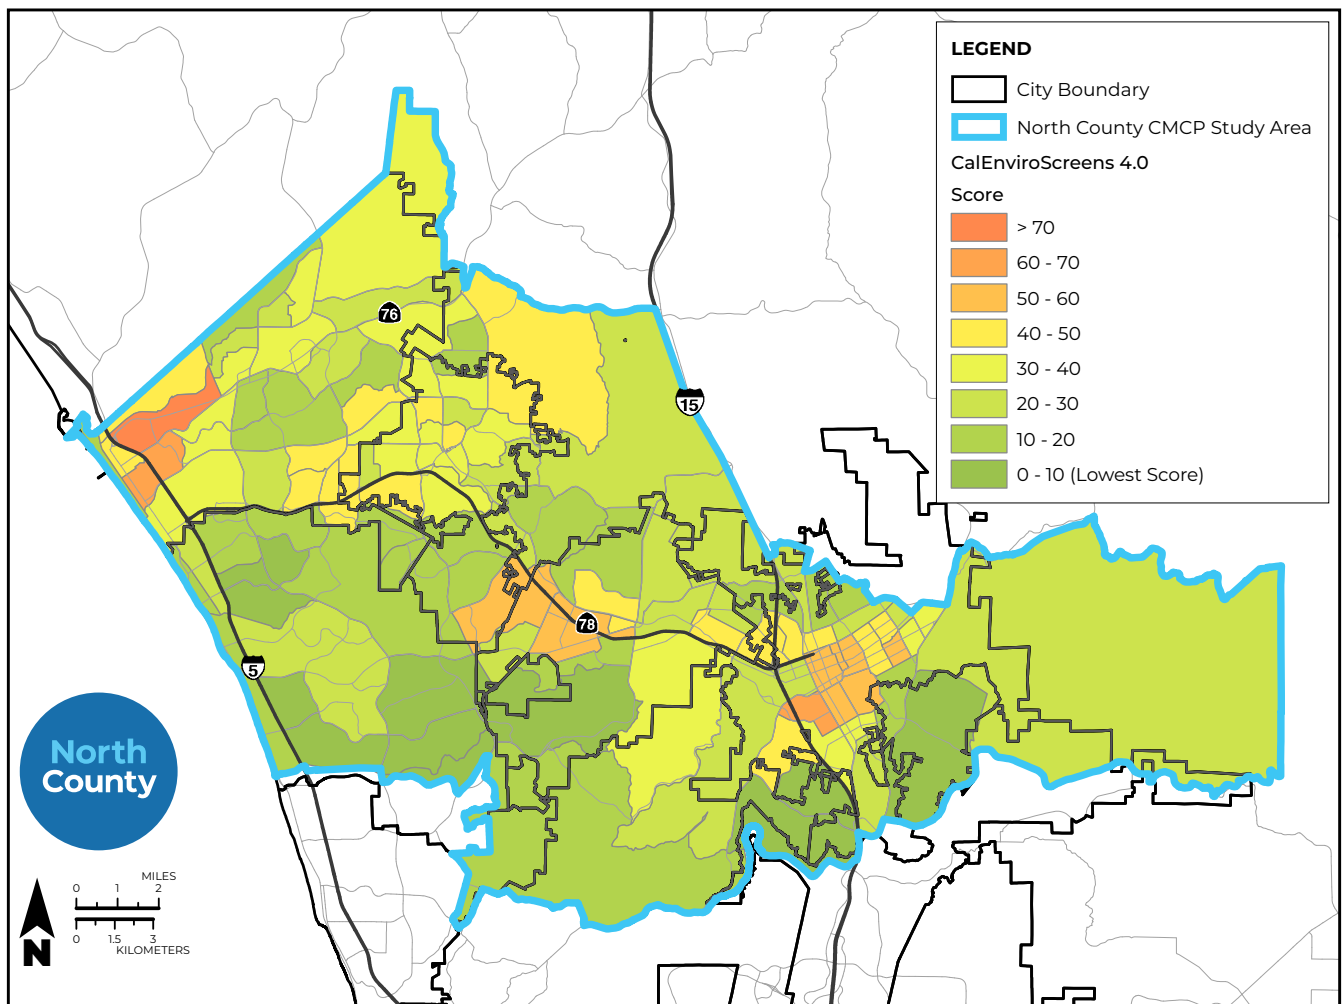 LEGEND
City Boundary
North County CMCP Study Area
CalEnviroScreens 4.0
Score
> 70
60 - 70
50 - 60
40 - 50
30 - 40
20 - 30
10 - 20
0 - 10 (Lowest Score)
76
15
78
5
North
County
MILES
0 1 2
0 1.5 3
KILOMETERS
N